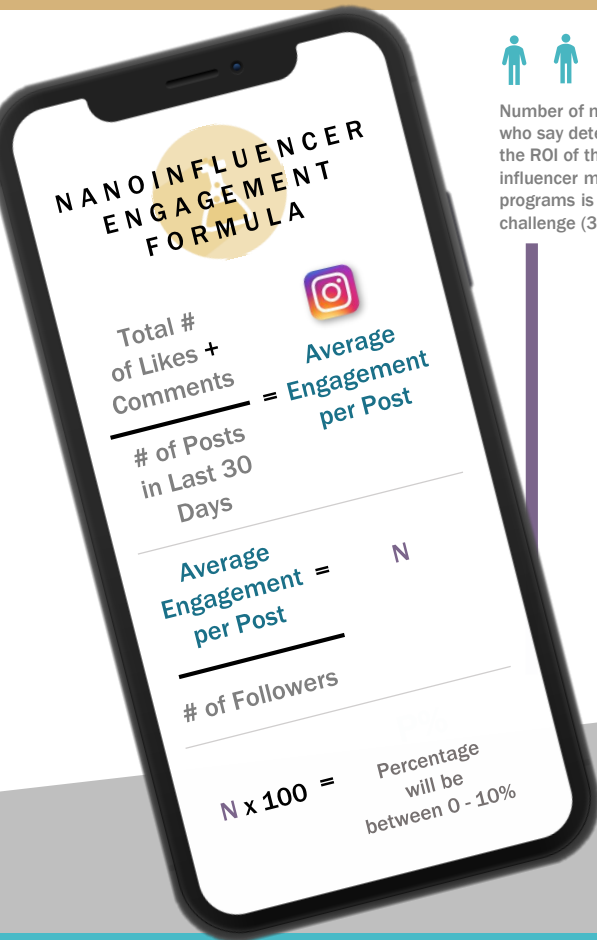 NANOINFLUENCER
ENGAGEMENT
FORMULA
Total #
of Likes +
Comments
# of Posts
in Last 30
Days
=
Average
Engagement
per Post
Average
Engagement
per Post
# of Followers
=
N
N x 100 =
Percentage
will be
between 0 - 10%
Number of
who say
the ROI of
influencer
programs is
challenge (3